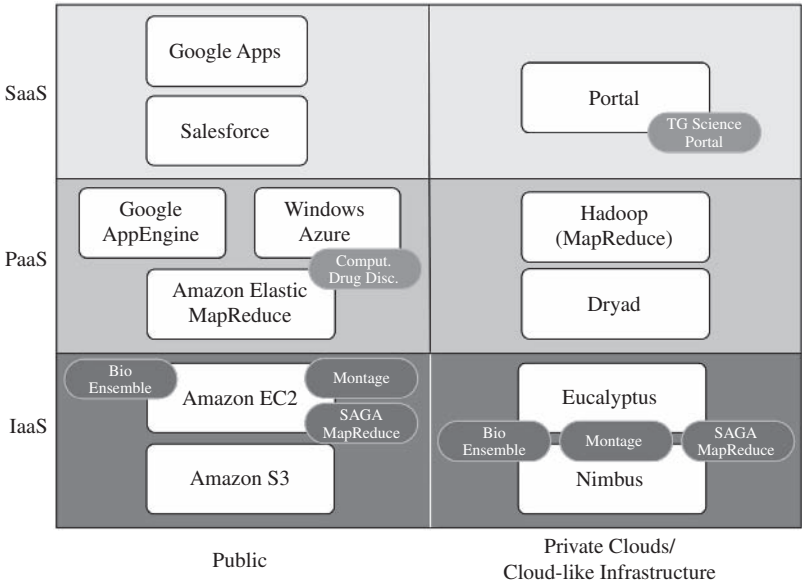 SaaS
Google Apps
Salesforce
Portal
TG Science
Portal
PaaS
Google
AppEngine
Windows
Azure
Comput.
Drug Disc.
Amazon Elastic
MapReduce
Hadoop
(MapReduce)
Dryad
IaaS
Bio
Ensemble
Amazon EC2
Montage
SAGA
MapReduce
Amazon S3
Eucalyptus
Bio
Ensemble
Montage
SAGA
MapReduce
Nimbus
Public
Private Clouds/
Cloud-like Infrastructure